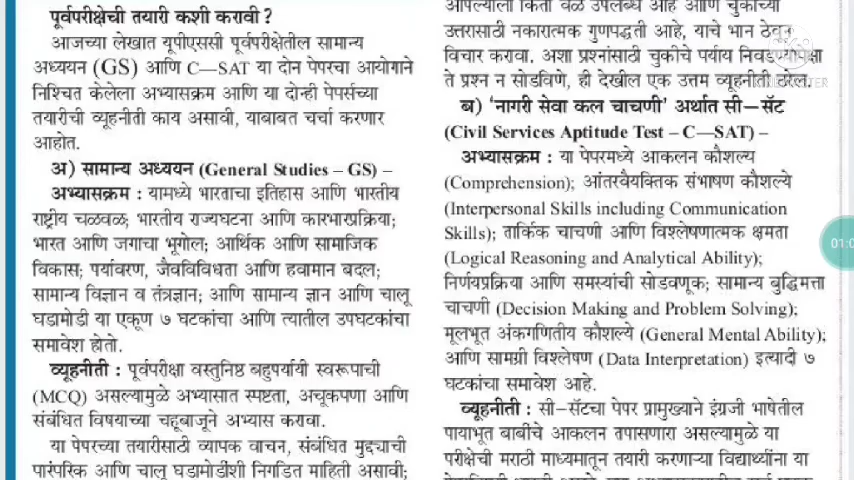 पूर्वपरीक्षेची तयारी कशी करावी ?
आजच्या लेखात यूपीएससी पूर्वपरीक्षेतील सामान्य
अध्ययन (GS) आणि C—SAT या दोन पेपरचा आयोगाने
निश्चित केलेला अभ्यासक्रम आणि या दोन्ही पेपर्सच्या
तयारीची व्यूहनीती काय असावी, याबाबत चर्चा करणार
आहोत.
अ) सामान्य अध्ययन (General Studies – GS) –
अभ्यासक्रम : यामध्ये भारताचा इतिहास आणि भारतीय
राष्ट्रीय चळवळ; भारतीय राज्यघटना आणि कारभारप्रक्रिया;
भारत आणि जगाचा भूगोल; आर्थिक आणि सामाजिक
विकास; पर्यावरण, जैवविविधता आणि हवामान बदल;
सामान्य विज्ञान व तंत्रज्ञान; आणि सामान्य ज्ञान आणि चालू
घडामोडी या एकूण ७ घटकांचा आणि त्यातील उपघटकांचा
समावेश होतो.
व्यूहनीती : पूर्वपरीक्षा वस्तुनिष्ठ बहुपर्यायी स्वरूपाची
(MCQ) असल्यामुळे अभ्यासात स्पष्टता, अचूकपणा आणि
संबंधित विषयाच्या चहूबाजूने अभ्यास करावा.
या पेपरच्या तयारीसाठी व्यापक वाचन, संबंधित मुद्द्याची
पारंपरिक आणि चालू घडामोडींशी निगडित माहिती असावी;
आपल्याला किती वेळ उपलब्ध आहे आणि चुकीच्या
उत्तरासाठी नकारात्मक गुणपद्धती आहे, याचे भान ठेवून
विचार करावा. अशा प्रश्नांसाठी चुकीचे पर्याय निवडण्यापेक्षा
ते प्रश्न न सोडविणे, ही देखील एक उत्तम व्यूहनीती ठरेल.
ब) ‘नागरी सेवा कल चाचणी’ अर्थात सी—सॅट
(Civil Services Aptitude Test – C—SAT) –
अभ्यासक्रम : या पेपरमध्ये आकलन कौशल्य
(Comprehension); आंतरवैयक्तिक संभाषण कौशल्ये
(Interpersonal Skills including Communication
Skills); तार्किक चाचणी आणि विश्लेषणात्मक क्षमता
(Logical Reasoning and Analytical Ability);
निर्णयप्रक्रिया आणि समस्यांची सोडवणूक; सामान्य बुद्धिमत्ता
चाचणी (Decision Making and Problem Solving);
मूलभूत अंकगणितीय कौशल्ये (General Mental Ability);
आणि सामग्री विश्लेषण (Data Interpretation) इत्यादी ७
घटकांचा समावेश आहे.
व्यूहनीती : सी–सॅटचा पेपर प्रामुख्याने इंग्रजी भाषेतील
पायाभूत बाबींचे आकलन तपासणारा असल्यामुळे या
परीक्षेची मराठी माध्यमातून तयारी करणाऱ्या विद्यार्थ्यांना या